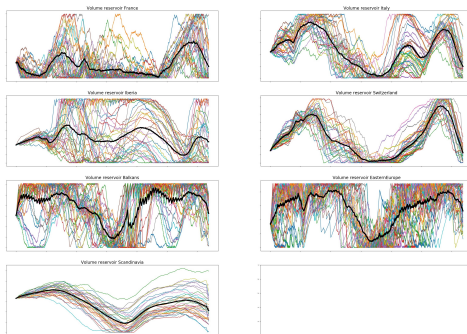 Volume reservoir France
Volume reservoir Italy
Volume reservoir Iberia
Volume reservoir Switzerland
Volume reservoir Balkans
Volume reservoir EasternEurope
Volume reservoir Scandinavia